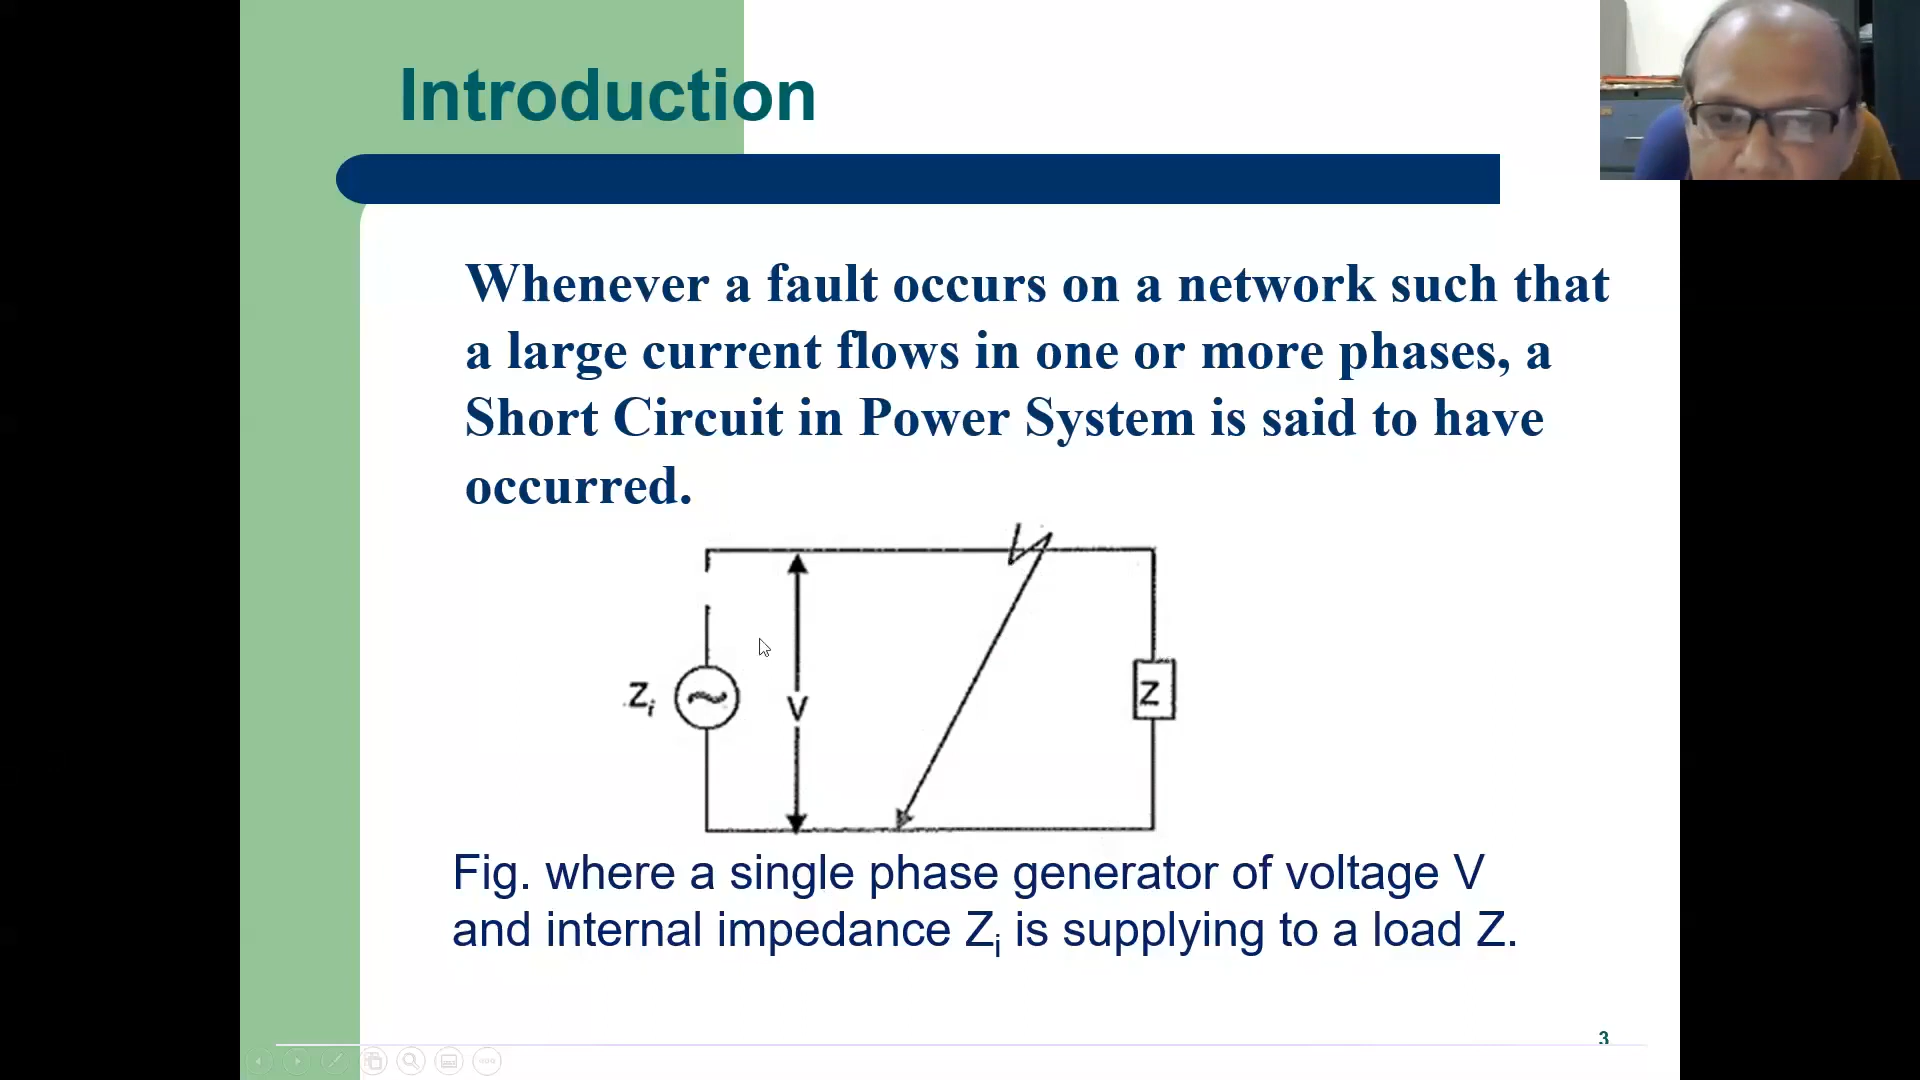 Introduction
Whenever a fault occurs on a network such that
a large current flows in one or more phases, a
Short Circuit in Power System is said to have
occurred.
Zi
V
Z
Fig. where a single phase generator of voltage V
and internal impedance Zi is supplying to a load Z.
3